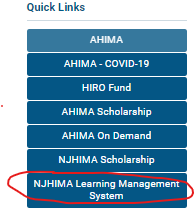 Quick Links
AHIMA
AHIMA - COVID-19
HIRO Fund
AHIMA Scholarship
AHIMA On Demand
NJHIMA Scholarship
NJHIMA Learning Management
System